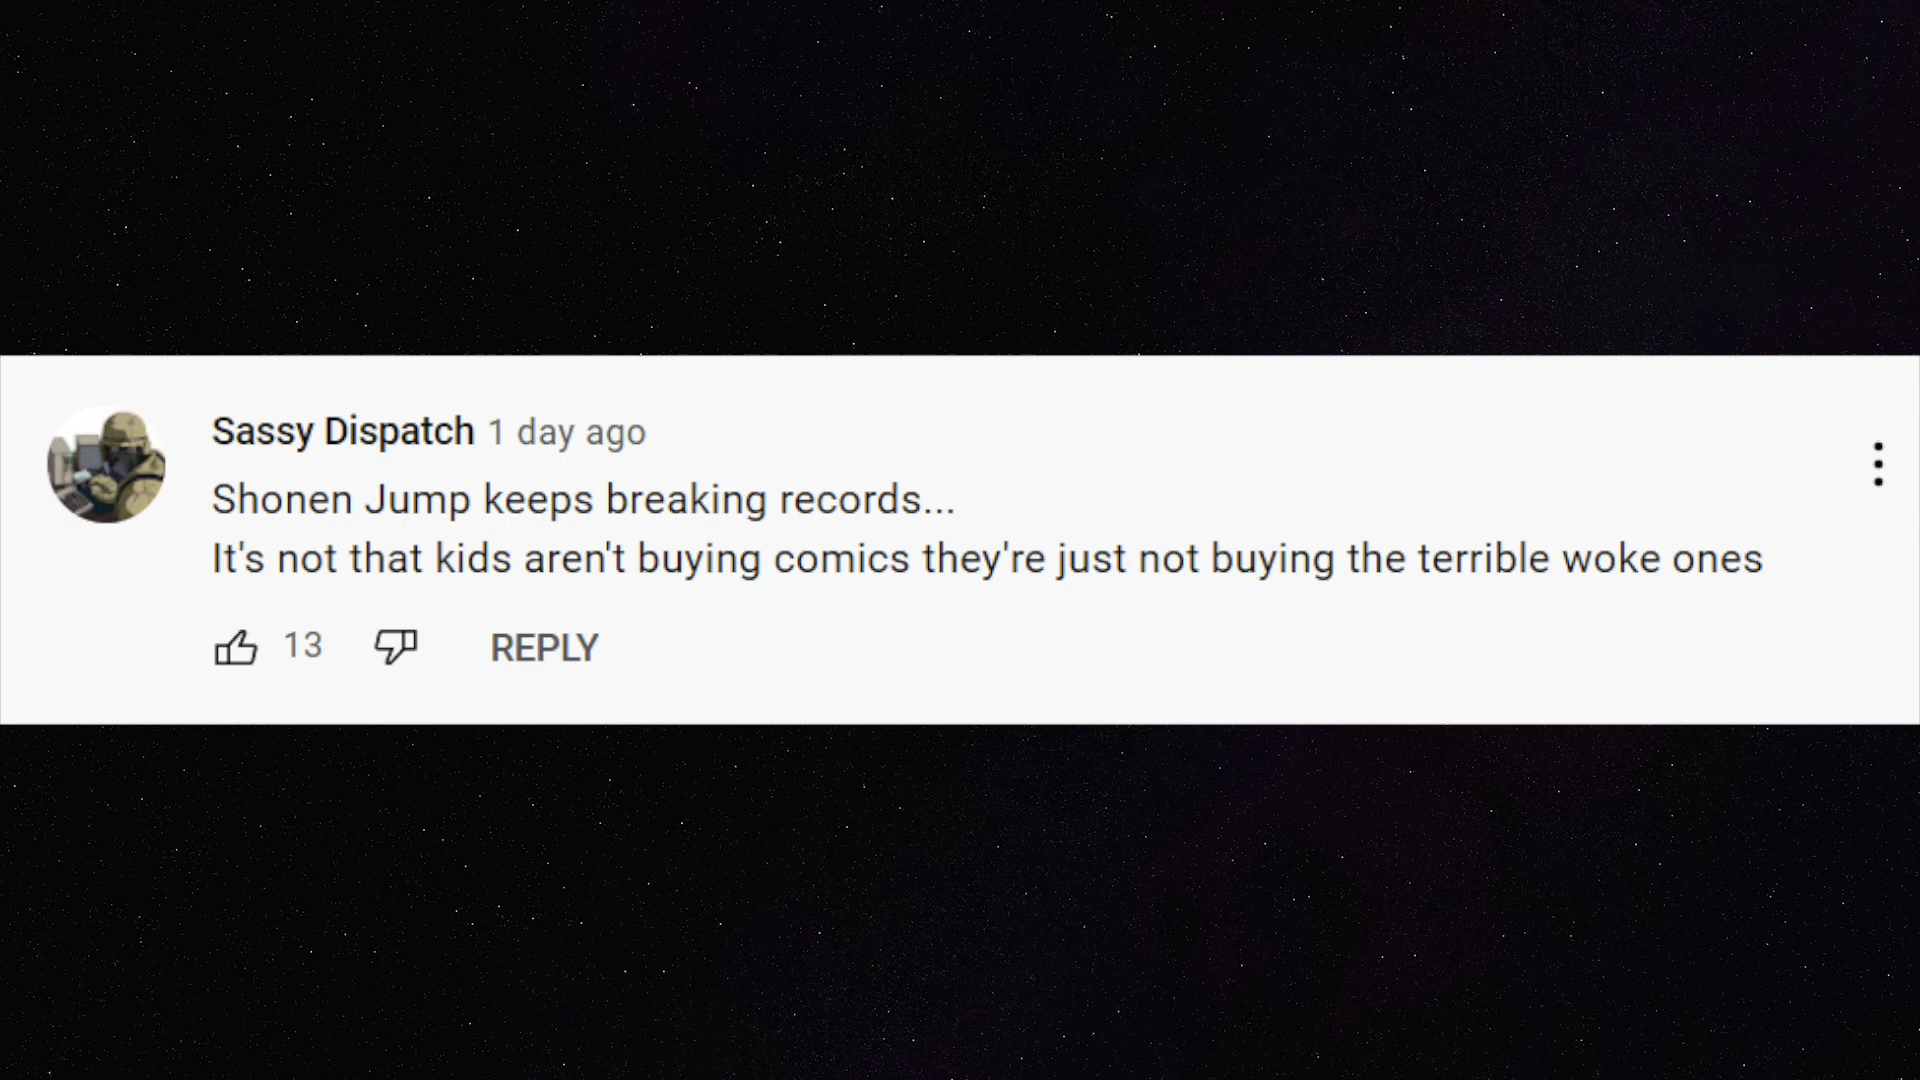 Sassy Dispatch 1 day ago
Shonen Jump keeps breaking records...
It's not that kids aren't buying comics they're just not buying the terrible woke ones
13 REPLY